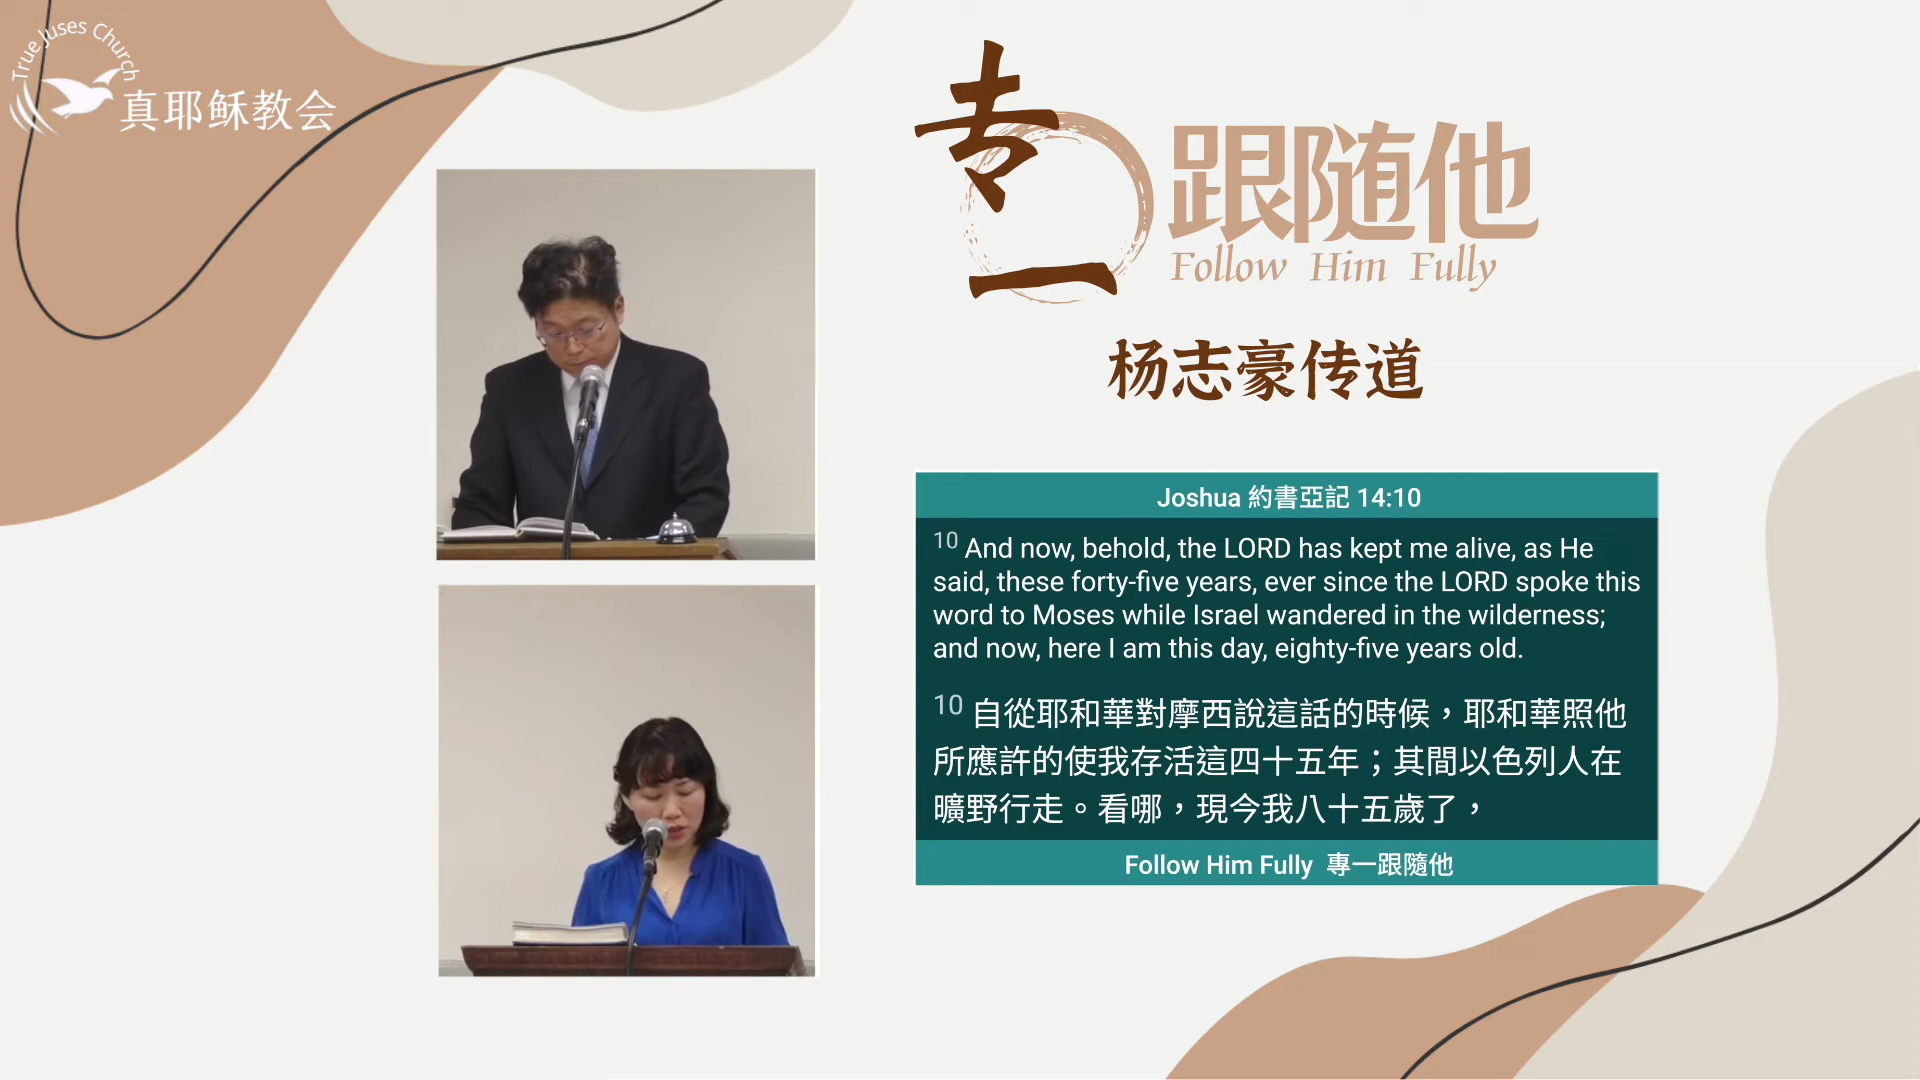 True Juses Church
真耶稣教会
专一
跟随他
Follow Him Fully
杨志豪传道
Joshua 約書亞記 14:10
10 And now, behold, the LORD has kept me alive, as He
said, these forty-five years, ever since the LORD spoke this
word to Moses while Israel wandered in the wilderness;
and now, here I am this day, eighty-five years old.
10 自從耶和華對摩西說這話的時候，耶和華照他
所應許的使我存活這四十五年；其間以色列人在
曠野行走。看哪，現今我八十五歲了，
Follow Him Fully 專一跟隨他